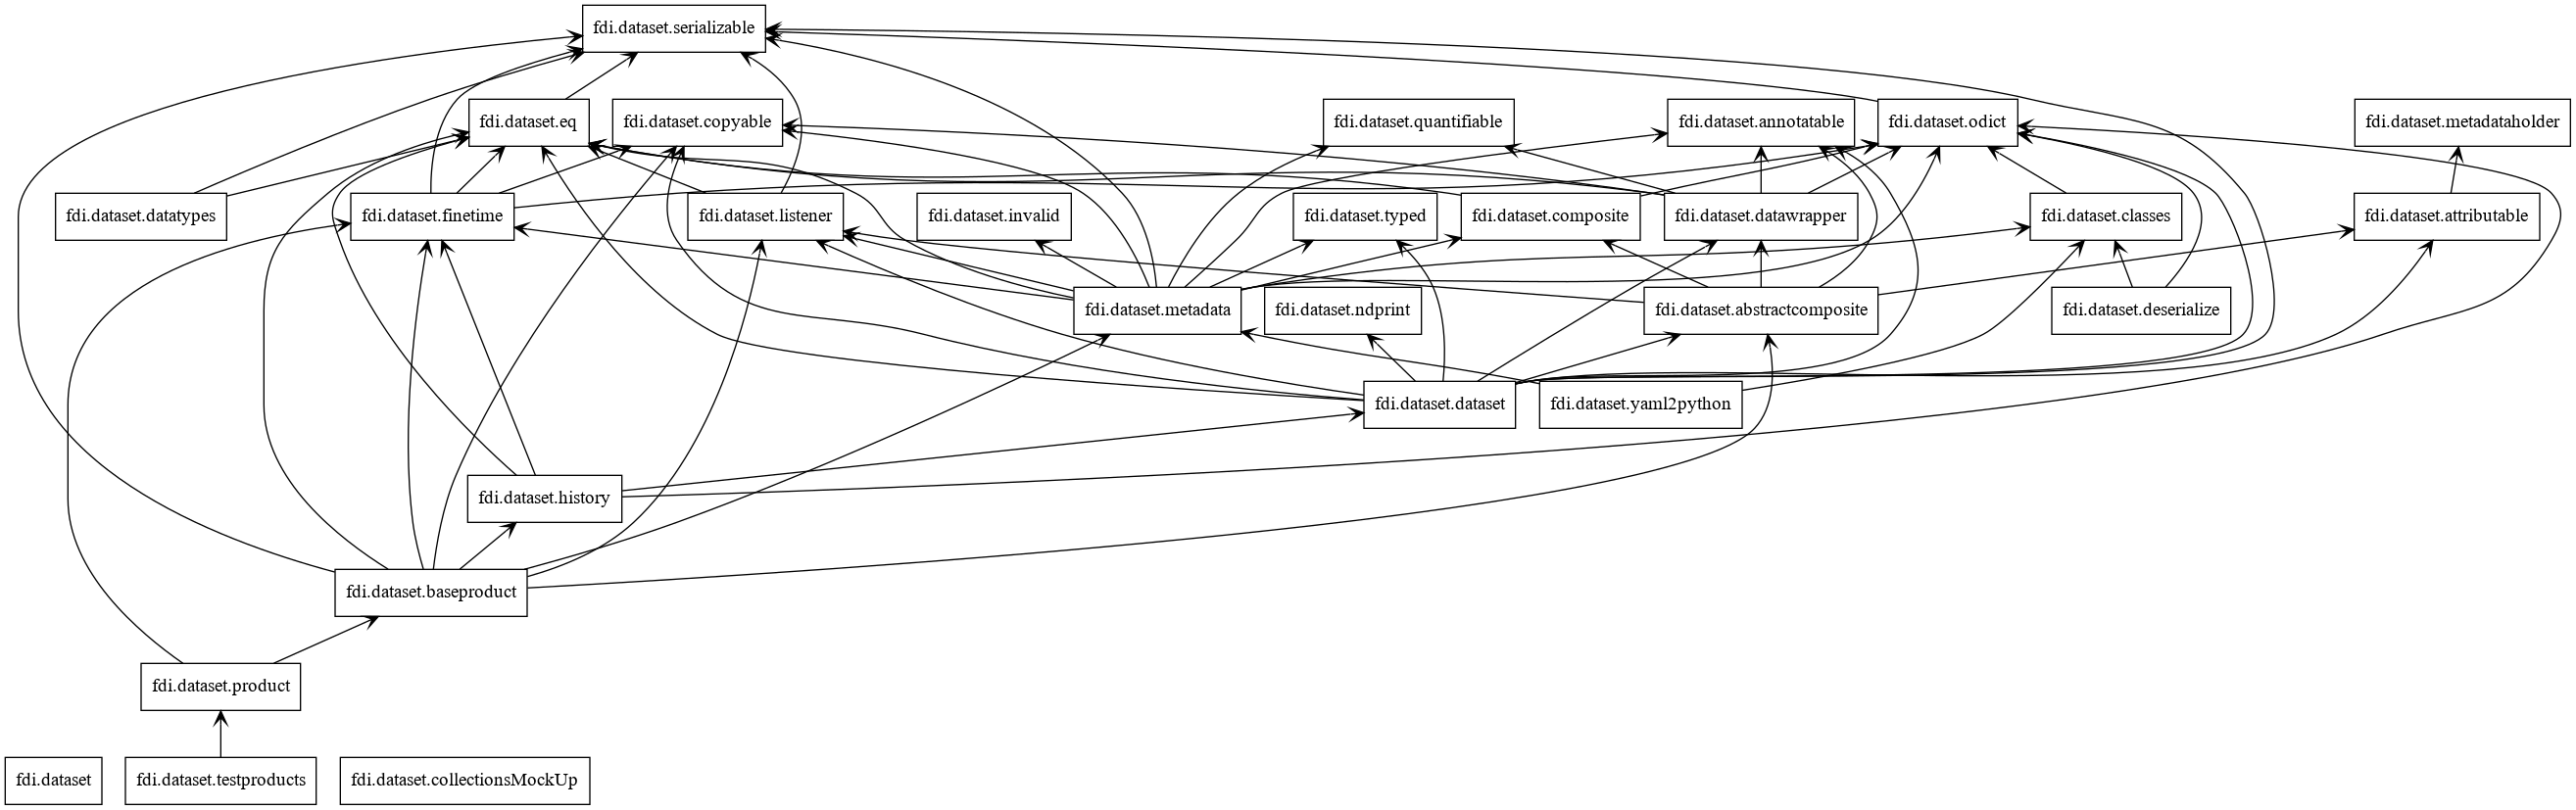 fdi.dataset.serializable
fdi.dataset.eq
fdi.dataset.copyable
fdi.dataset.quantifiable
fdi.dataset.annotatable
fdi.dataset.odict
fdi.dataset.metadataholder
fdi.dataset.datatypes
fdi.dataset.finetime
fdi.dataset.listener
fdi.dataset.invalid
fdi.dataset.typed
fdi.dataset.composite
fdi.dataset.datawrapper
fdi.dataset.classes
fdi.dataset.attributable
fdi.dataset.metadata
fdi.dataset.ndprint
fdi.dataset.abstractcomposite
fdi.dataset.deserialize
fdi.dataset.dataset
fdi.dataset.yaml2python
fdi.dataset.history
fdi.dataset.baseproduct
fdi.dataset.product
fdi.dataset
fdi.dataset.testproducts
fdi.dataset.collectionsMockUp